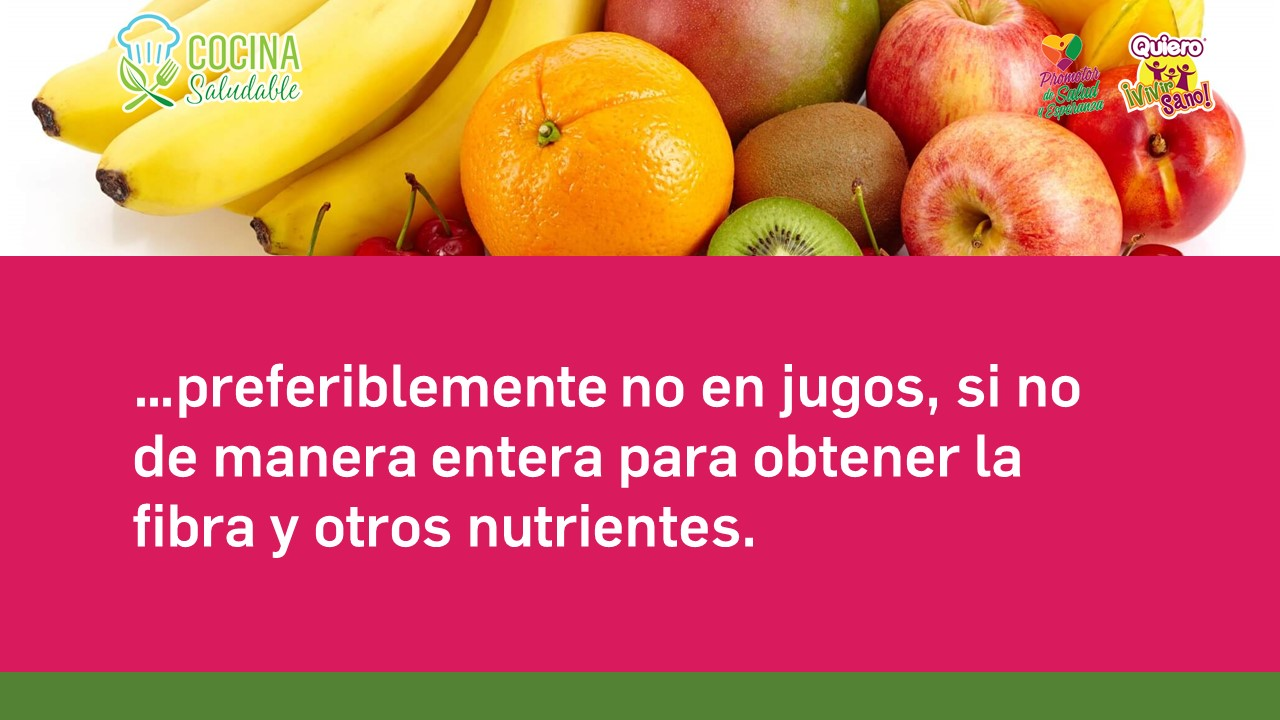 COCINA
Saludable
Promotor
de Salud
y Esperanza
Quiero
¡Vivir
Sano!
...preferiblemente no en jugos, si no
de manera entera para obtener la
fibra y otros nutrientes.